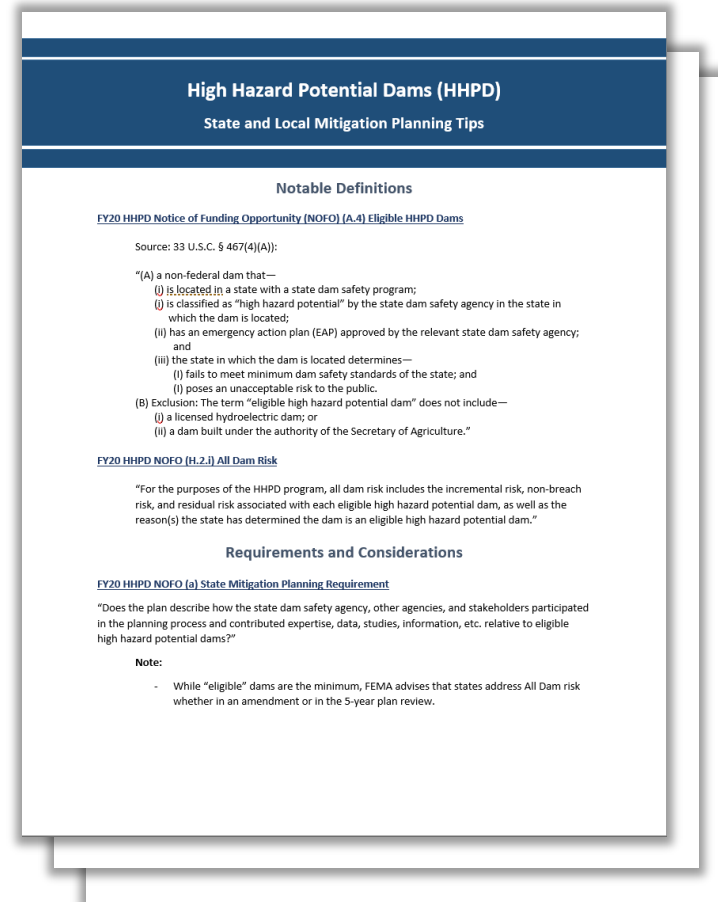 High Hazard Potential Dams (HHPD)
State and Local Mitigation Planning Tips
Notable Definitions
FY20 HHPD Notice of Funding Opportunity (NOFO) (A.4) Eligible HHPD Dams
Source: 33 U.S.C. § 467(4)(A)):
“(A) a non-federal dam that—
(i) is located in a state with a state dam safety program;
(i) is classified as “high hazard potential” by the state dam safety agency in the state in
which the dam is located;
(ii) has an emergency action plan (EAP) approved by the relevant state dam safety agency;
and
(iii) the state in which the dam is located determines—
(I) fails to meet minimum dam safety standards of the state; and
(I) poses an unacceptable risk to the public.
(B) Exclusion: The term “eligible high hazard potential dam” does not include—
(i) a licensed hydroelectric dam; or
(ii) a dam built under the authority of the Secretary of Agriculture.”
FY20 HHPD NOFO (H.2.i) All Dam Risk
“For the purposes of the HHPD program, all dam risk includes the incremental risk, non-breach
risk, and residual risk associated with each eligible high hazard potential dam, as well as the
reason(s) the state has determined the dam is an eligible high hazard potential dam.”
Requirements and Considerations
FY20 HHPD NOFO (a) State Mitigation Planning Requirement
“Does the plan describe how the state dam safety agency, other agencies, and stakeholders participated
in the planning process and contributed expertise, data, studies, information, etc. relative to eligible
high hazard potential dams?”
Note:
- While “eligible” dams are the minimum, FEMA advises that states address All Dam risk
whether in an amendment or in the 5-year plan review.